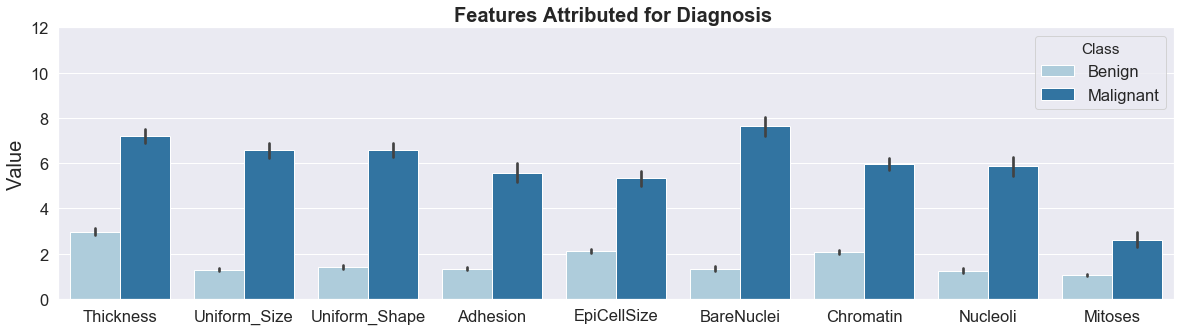 Features Attributed for Diagnosis
Value
12
10
8
6
4
2
0
Class
Benign
Malignant
Thickness
Uniform_Size
Uniform_Shape
Adhesion
EpiCellSize
BareNuclei
Chromatin
Nucleoli
Mitoses